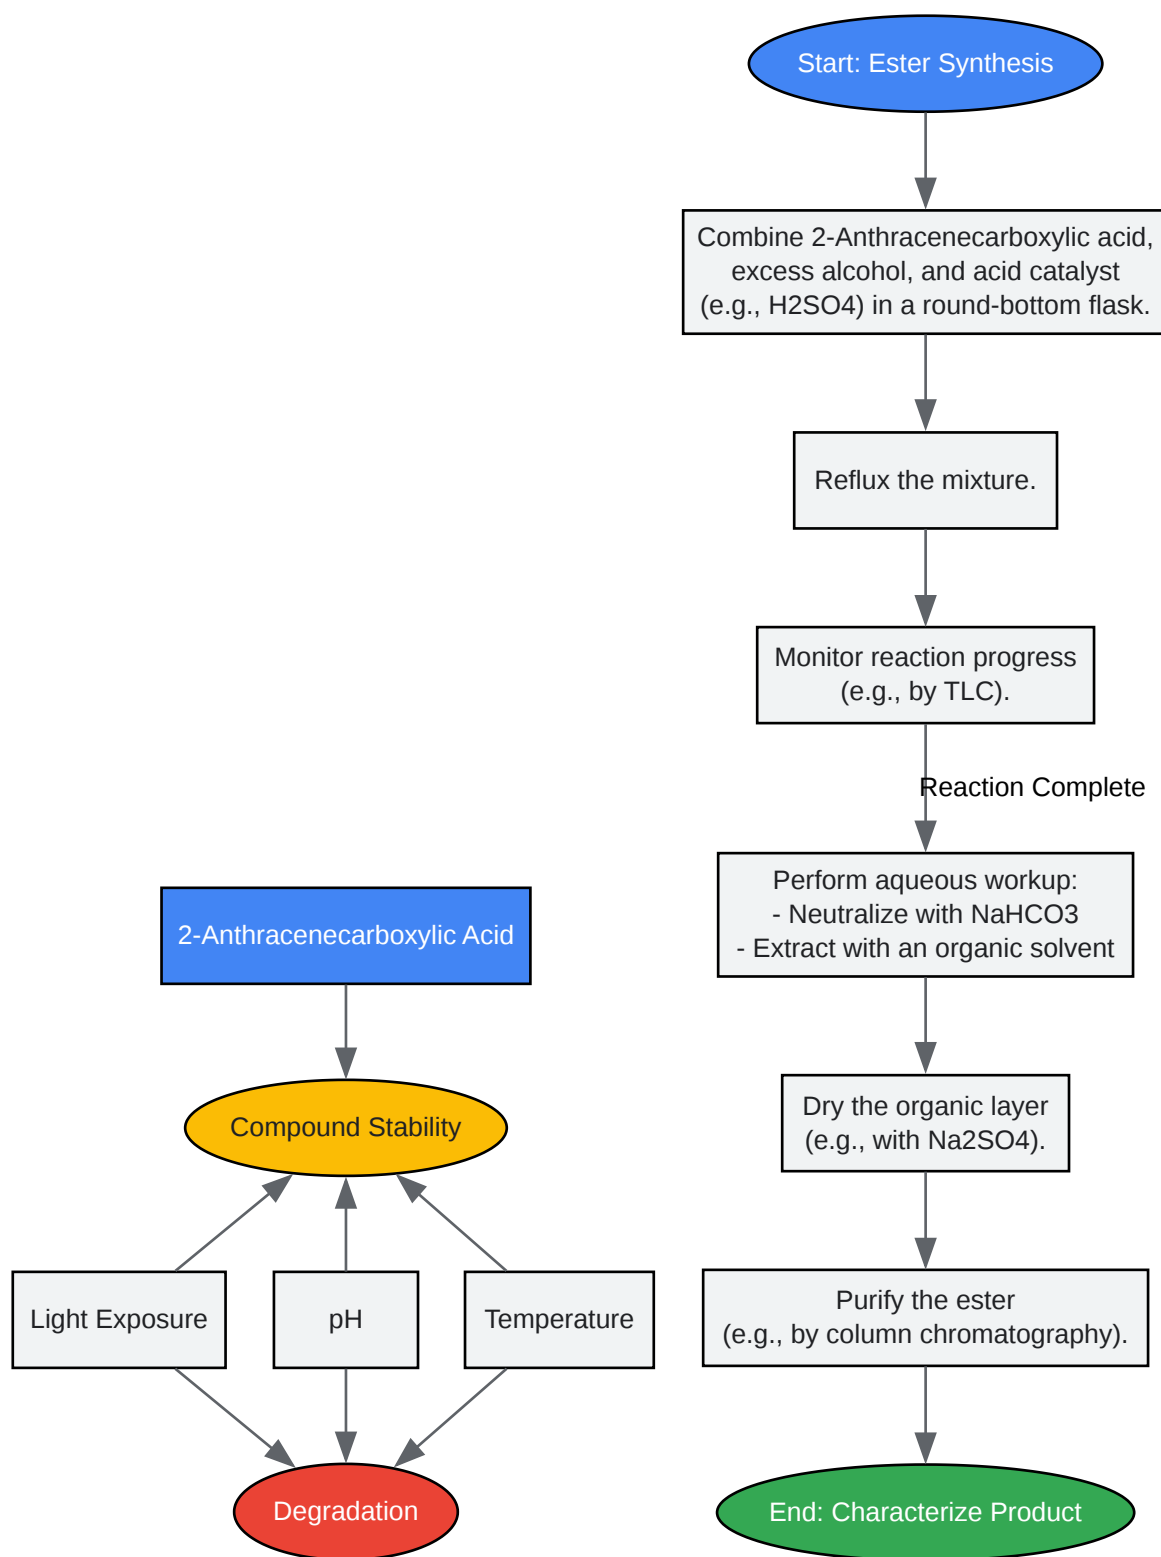 Start: Ester Synthesis
Combine 2-Anthracenecarboxylic acid,
excess alcohol, and acid catalyst
(e.g., H2SO4) in a round-bottom flask.
Reflux the mixture.
Monitor reaction progress
(e.g., by TLC).
Reaction Complete
Perform aqueous workup:
- Neutralize with NaHCO3
- Extract with an organic solvent
Dry the organic layer
(e.g., with Na2SO4).
Purify the ester
(e.g., by column chromatography).
End: Characterize Product
2-Anthracenecarboxylic Acid
Compound Stability
Light Exposure
pH
Temperature
Degradation